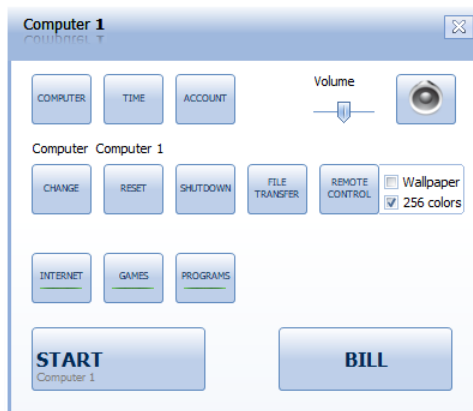 Computer 1
COMPUTER TIME ACCOUNT Volume
Computer Computer 1
CHANGE RESET SHUTDOWN FILE TRANSFER REMOTE CONTROL Wallpaper
256 colors
INTERNET GAMES PROGRAMS
START BILL
Computer 1